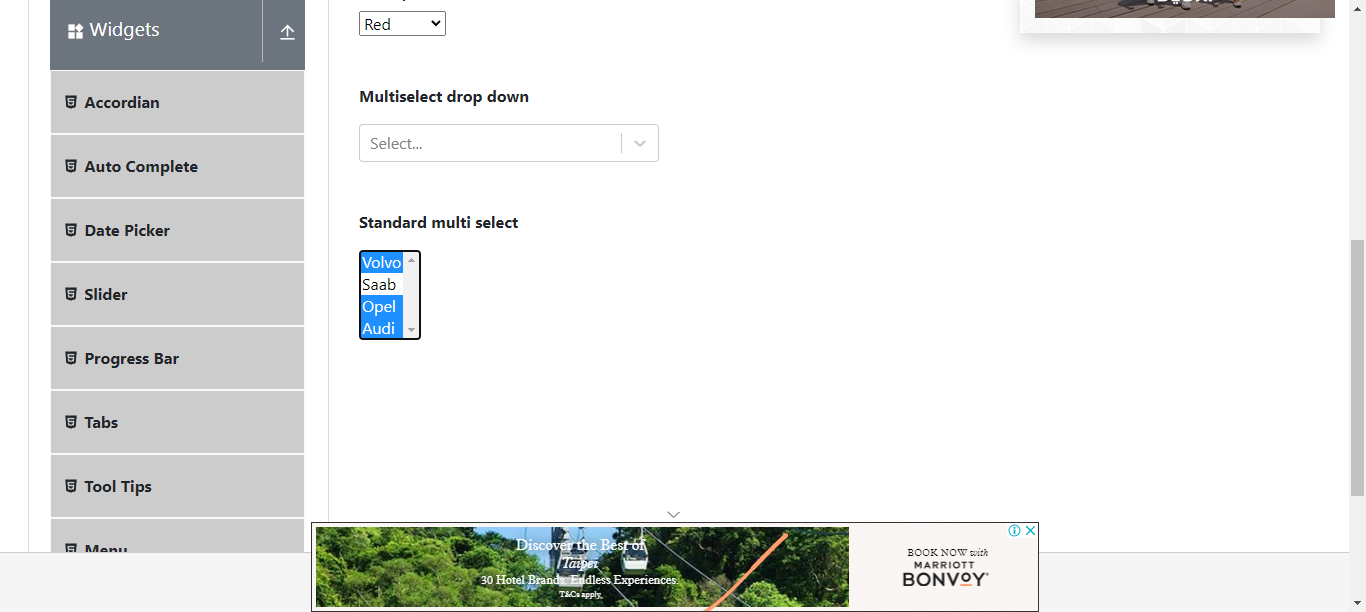 Widgets
Accordian
Auto Complete
Date Picker
Slider
Progress Bar
Tabs
Tool Tips
Menu
Red
Multiselect drop down
Select...
Standard multi select
Volvo
Saab
Opel
Audi
Discover the Best of
Taipei
30 Hotel Brands. Endless Experiences.
T&Cs apply.
BOOK NOW with
MARRIOTT
BONVOY